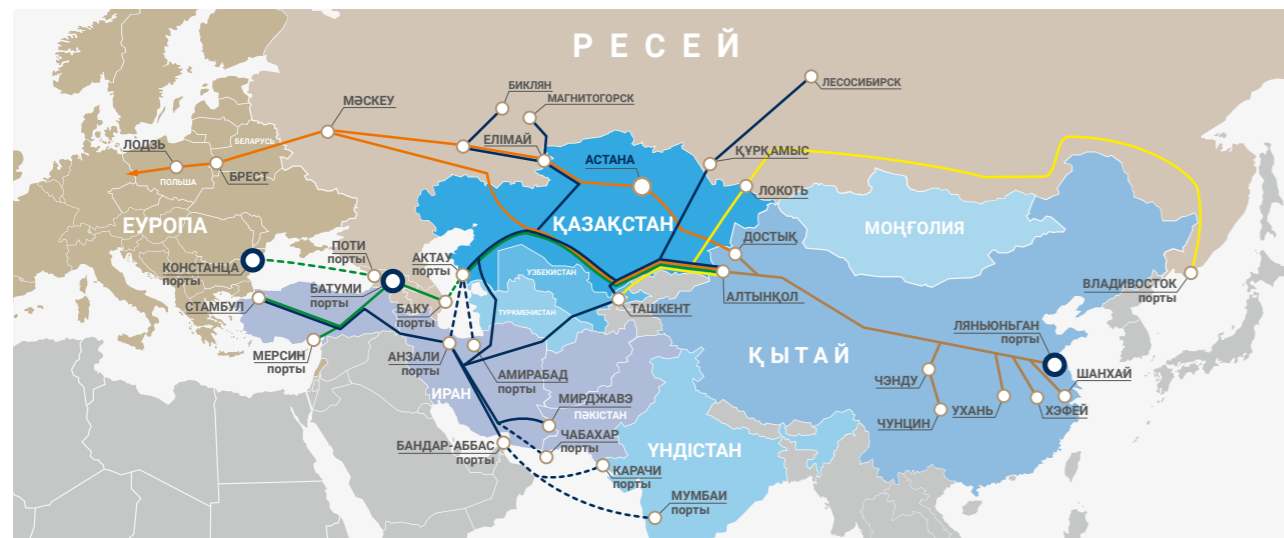 РЕСЕЙ
БИКЛЯН
ЛЕСОСИБИРСК
МАГНИТОГОРСК
МӘСКЕУ
БЕЛАРУСЬ
ЕЛІМАЙ
ЛОДЗЬ
ҚҰРҚАМЫС
АСТАНА
БРЕСТ
ПОЛЬША
ЛОКОТЬ
ЕУРОПА
ҚАЗАҚСТАН
МОҢҒОЛИЯ
ДОСТЫҚ
ПОТИ
порты
АКТАУ
порты
КОНСТАНЦА
порты
УЗБЕКИСТАН
БАТУМИ
порты
ВЛАДИВОСТОК
порты
АЛТЫНҚОЛ
СТАМБУЛ
БАКУ
порты
ТУРКМЕНИСТАН
ТАШКЕНТ
ЛЯНЬЮНЬГАН
порты
МЕРСИН
порты
АНЗАЛИ
порты
ҚЫТАЙ
АМИРАБАД
порты
ШАНХАЙ
ЧЭНДУ
ИРАН
МИРДЖАВЭ
УХАНЬ
ХЭФЕЙ
ПӘКІСТАН
ЧУНЦИН
ЧАБАХАР
порты
БАНДАР-АББАС
порты
ҮНДІСТАН
КАРАЧИ
порты
МУМБАИ
порты